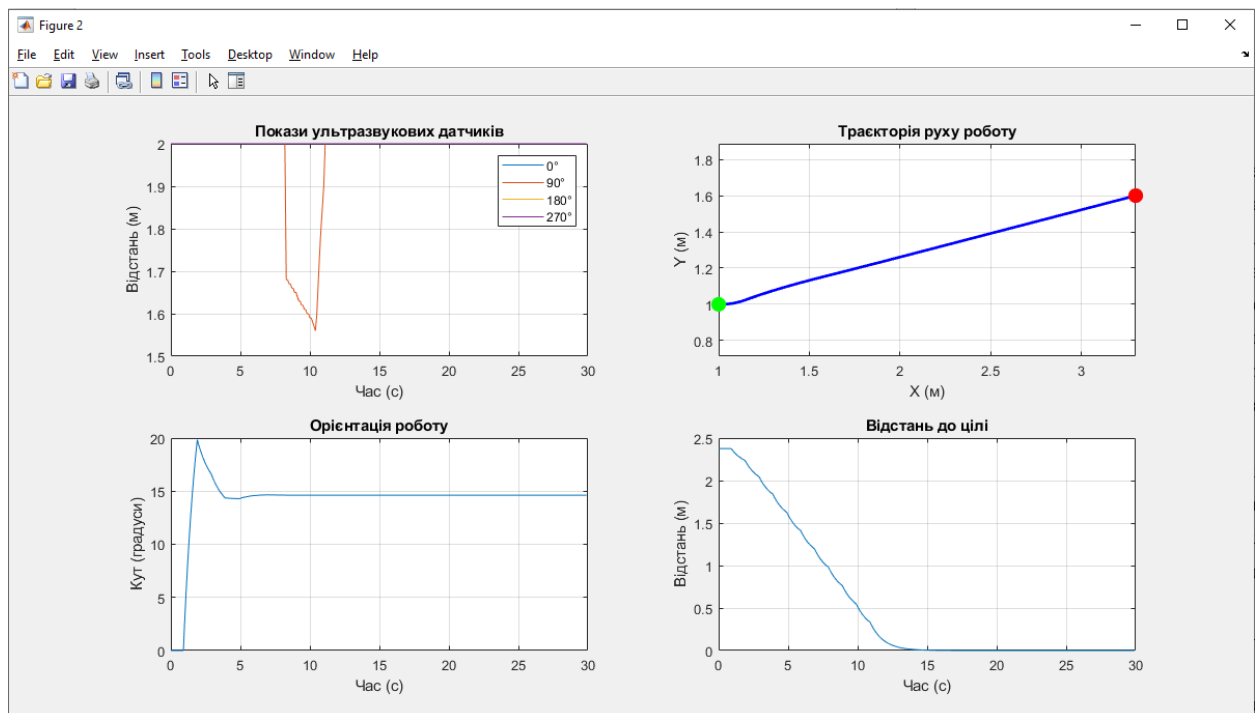 Figure 2
File Edit View Insert Tools Desktop Window Help
Покази ультразвукових датчиків
2
1.9
1.8
1.7
1.6
1.5
0 5 10 15 20 25 30
Відстань (м)
Час (с)
0°
90°
180°
270°
Траєкторія руху роботу
1.8
1.6
1.4
1.2
1
0.8
1 1.5 2 2.5 3
Y (м)
X (м)
Орієнтація роботу
20
15
10
5
0
0 5 10 15 20 25 30
Кут (градуси)
Час (с)
Відстань до цілі
2.5
2
1.5
1
0.5
0
0 5 10 15 20 25 30
Відстань (м)
Час (с)